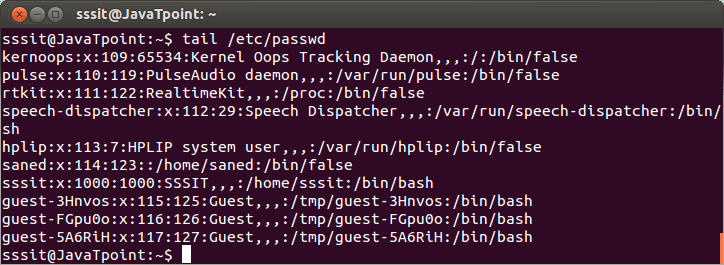 sssit@JavaTpoint: ~
sssit@JavaTpoint:~$ tail /etc/passwd
kernoops:x:109:65534:Kernel Oops Tracking Daemon,,,:/:/bin/false
pulse:x:110:119:PulseAudio daemon,,,:/var/run/pulse:/bin/false
rtkit:x:111:122:RealtimeKit,,,:/proc:/bin/false
speech-dispatcher:x:112:29:Speech Dispatcher,,,:/var/run/speech-dispatcher:/bin/
sh
hplip:x:113:7:HPLIP system user,,,:/var/run/hplip:/bin/false
saned:x:114:123::/home/saned:/bin/false
sssit:x:1000:1000:SSSIT,,,:/home/sssit:/bin/bash
guest-3Hnvos:x:115:125:Guest,,,:/tmp/guest-3Hnvos:/bin/bash
guest-FGpu0o:x:116:126:Guest,,,:/tmp/guest-FGpu0o:/bin/bash
guest-5A6RiH:x:117:127:Guest,,,:/tmp/guest-5A6RiH:/bin/bash
sssit@JavaTpoint:~$